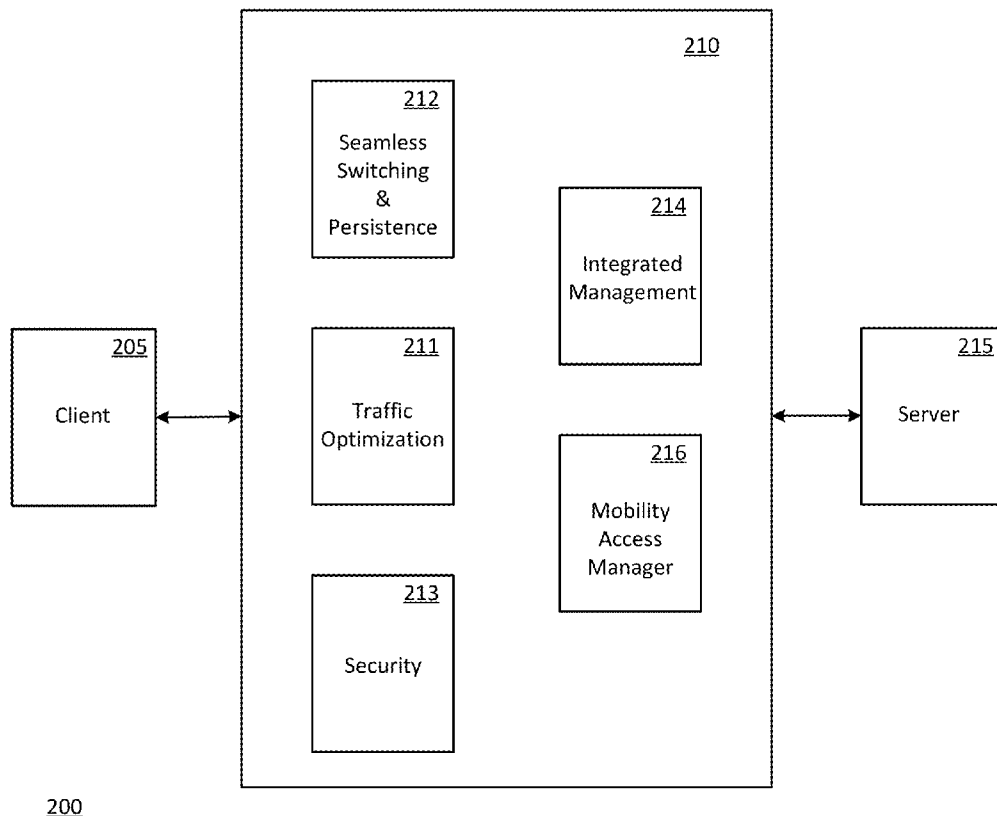 210
212
Seamless
Switching
&
Persistence
214
Integrated
Management
205
Client
211
Traffic
Optimization
215
Server
216
Mobility
Access
Manager
213
Security
200